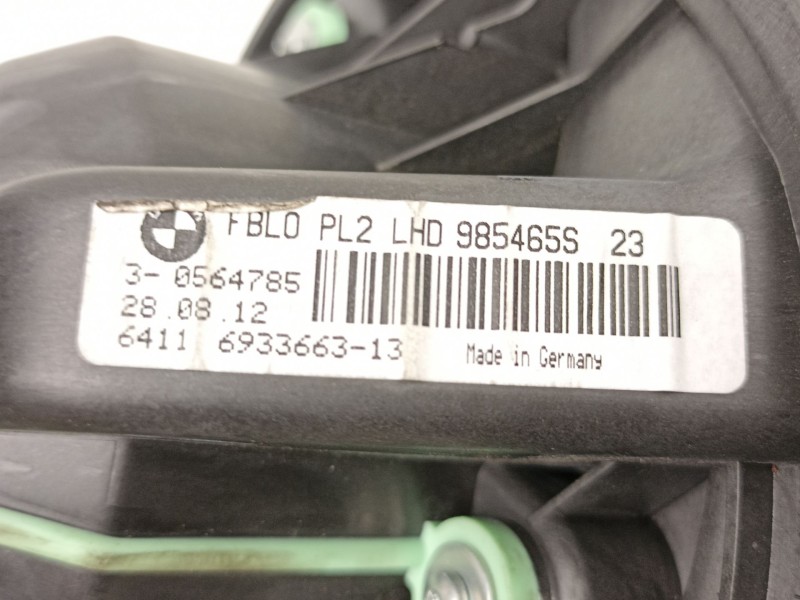 FBLO PL2 LHD 985465S 23
3- 0564785
28.08.12
6411 6933663-13
Made in Germany